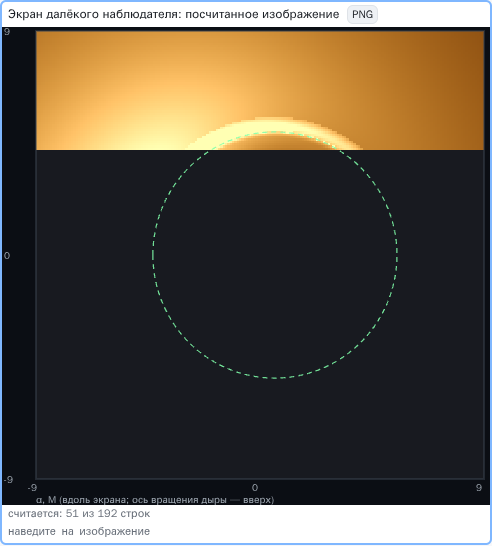 Экран далёкого наблюдателя: посчитанное изображение PNG
9
0
-9
-9 0 9
α, M (вдоль экрана; ось вращения дыры — вверх)
считается: 51 из 192 строк
наведите на изображение